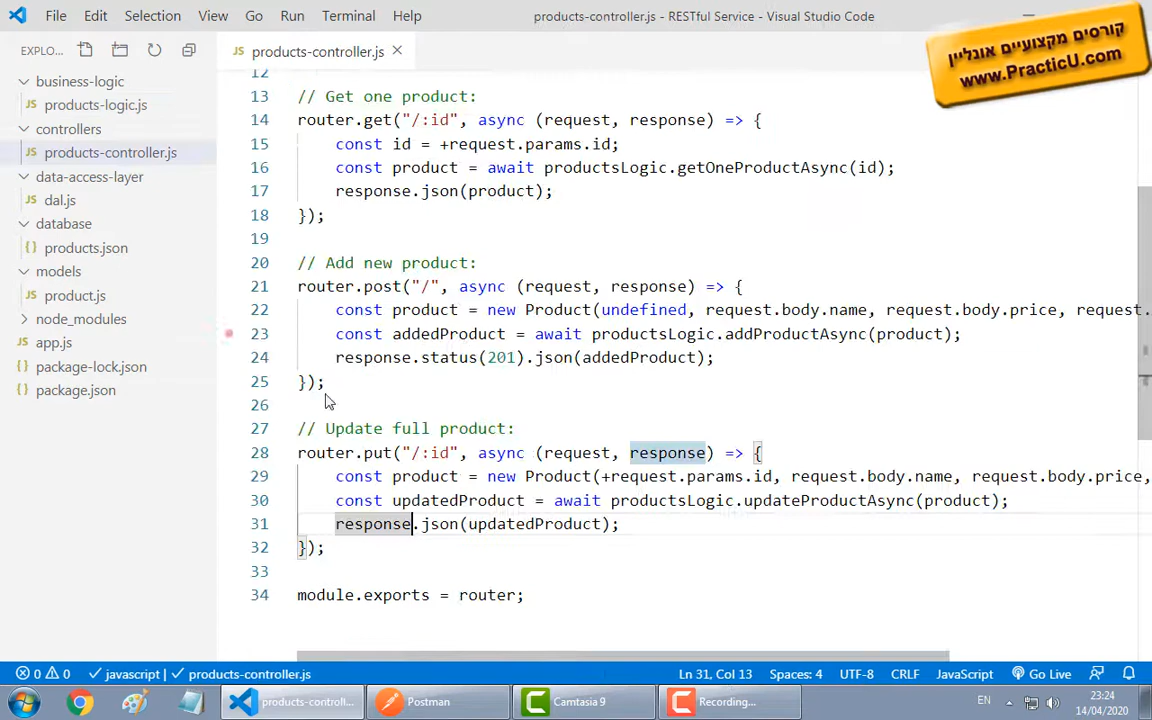 File Edit Selection View Go Run Terminal Help products-controller.js - RESTful Service - Visual Studio Code
קורסים מקצועיים אונליין
www.PracticU.com
EXPLO...
products-controller.js
business-logic
products-logic.js
controllers
products-controller.js
data-access-layer
dal.js
database
products.json
models
product.js
node_modules
app.js
package-lock.json
package.json
12
13 // Get one product:
14 router.get("/:id", async (request, response) => {
15 const id = +request.params.id;
16 const product = await productsLogic.getOneProductAsync(id);
17 response.json(product);
18 });
19
20 // Add new product:
21 router.post("/", async (request, response) => {
22 const product = new Product(undefined, request.body.name, request.body.price, request.
23 const addedProduct = await productsLogic.addProductAsync(product);
24 response.status(201).json(addedProduct);
25 });
26
27 // Update full product:
28 router.put("/:id", async (request, response) => {
29 const product = new Product(+request.params.id, request.body.name, request.body.price,
30 const updatedProduct = await productsLogic.updateProductAsync(product);
31 response.json(updatedProduct);
32 });
33
34 module.exports = router;
0 0 javascript products-controller.js Ln 31, Col 13 Spaces: 4 UTF-8 CRLF JavaScript Go Live
products-controll... Postman Camtasia 9 Recording... EN 23:24
14/04/2020